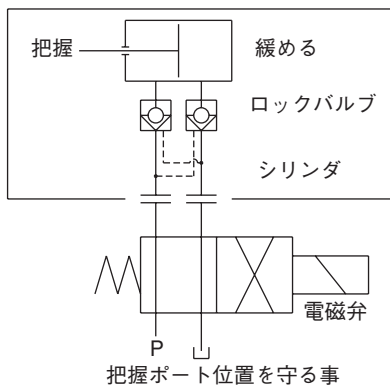 把握
緩める
ロックバルブ
シリンダ
電磁弁
P
把握ポート位置を守る事